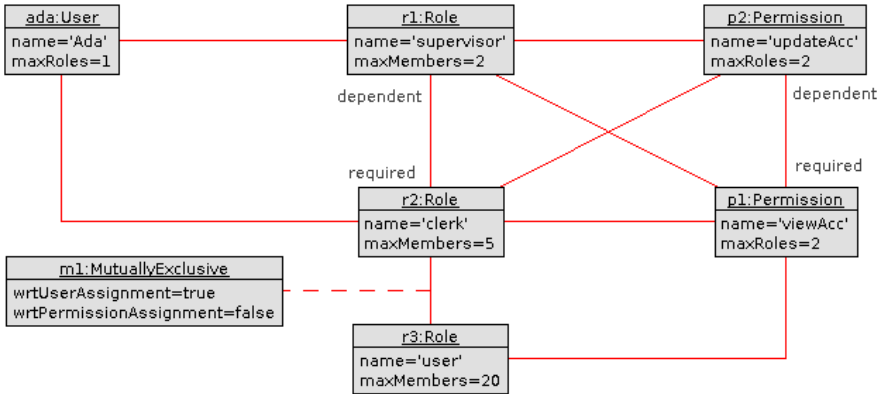 ada:User
name='Ada'
maxRoles=1
r1:Role
name='supervisor'
maxMembers=2
p2:Permission
name='updateAcc'
maxRoles=2
dependent
dependent
required
required
r2:Role
name='clerk'
maxMembers=5
p1:Permission
name='viewAcc'
maxRoles=2
m1:MutuallyExclusive
wrtUserAssignment=true
wrtPermissionAssignment=false
r3:Role
name='user'
maxMembers=20